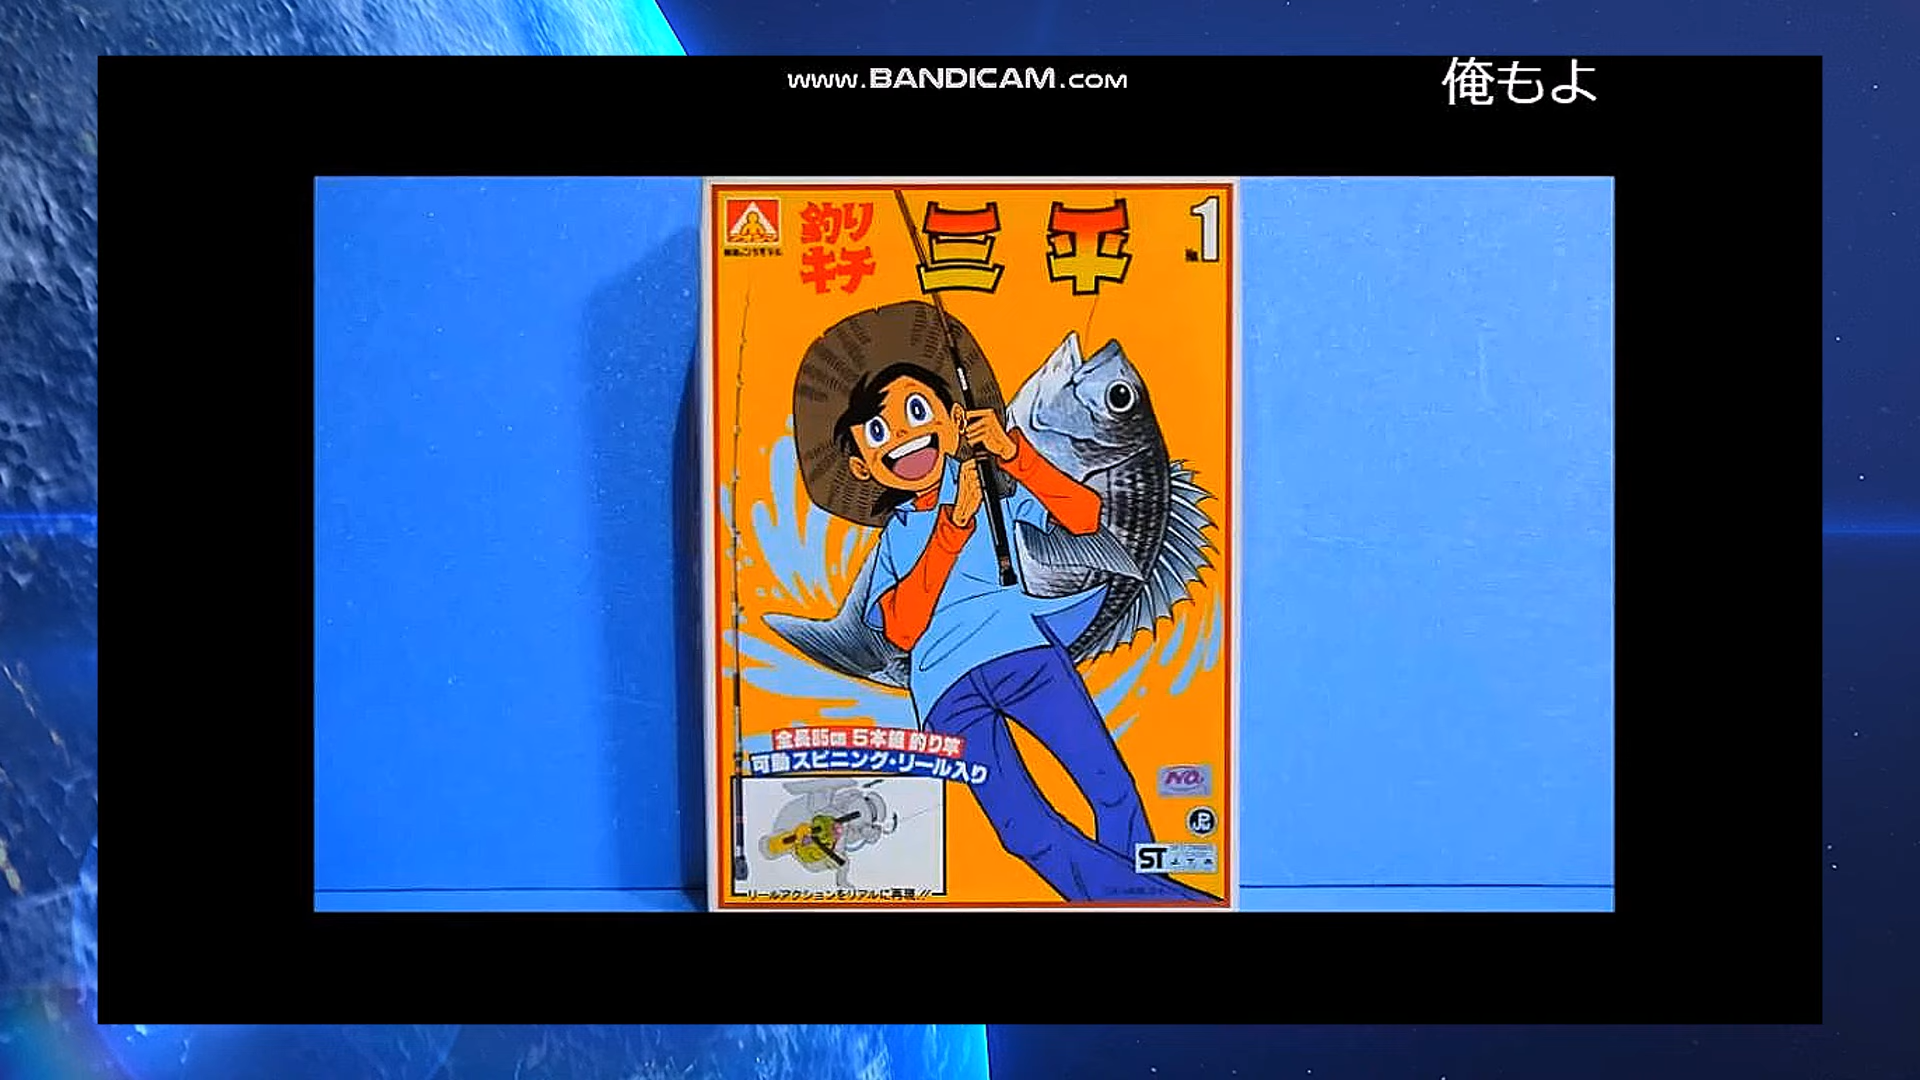 www.BANDICAM.com
俺もよ
釣り
キチ
三平
No.1
全長85cm 5本組 釣り竿
可動スピニング・リール入り
NO.
ST
リールアクションをリアルに再現!!